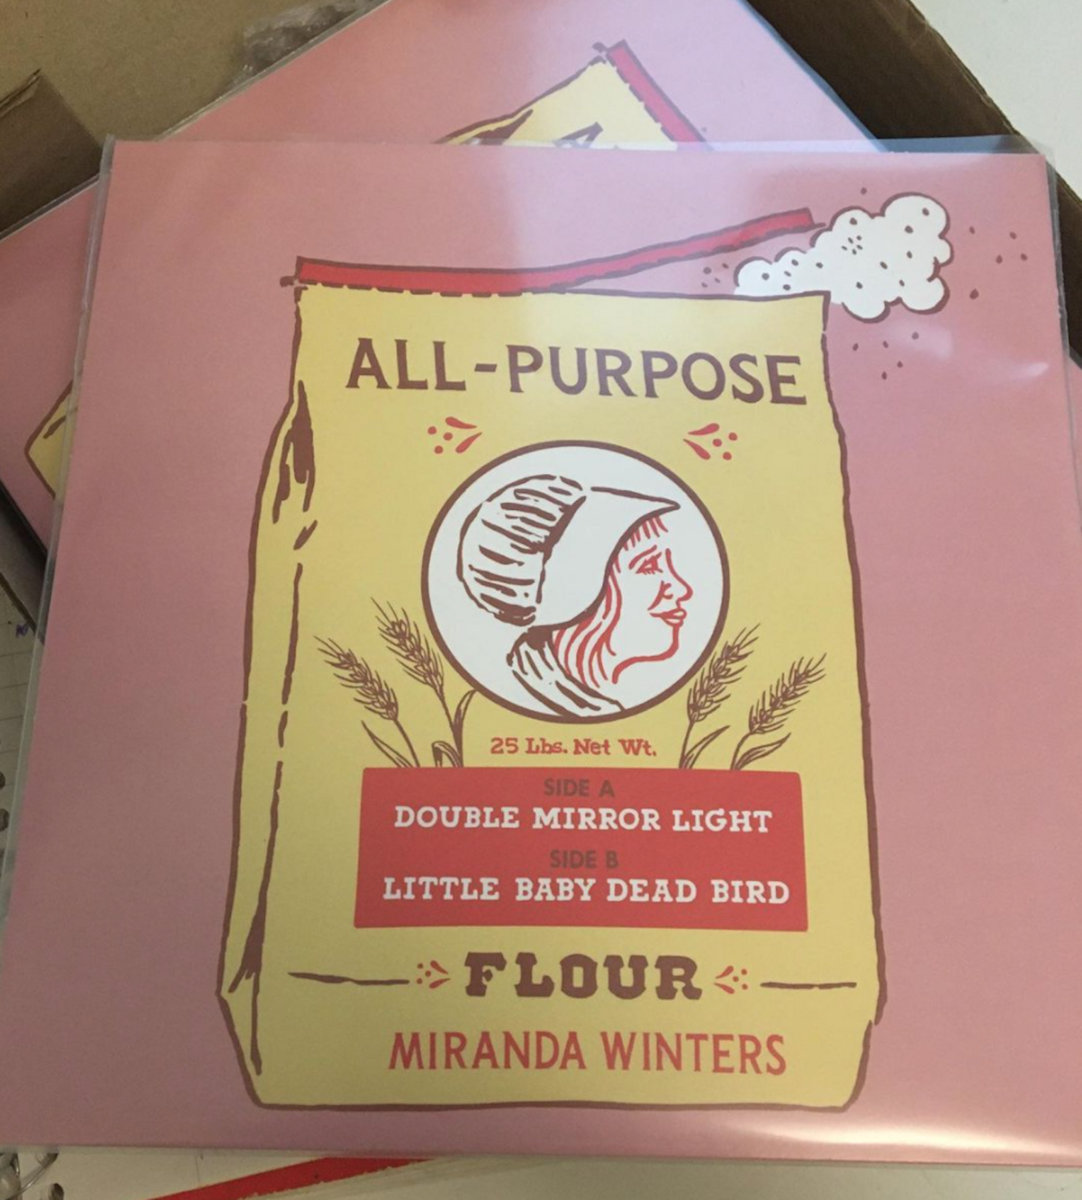 ALL-PURPOSE
25 Lbs. Net Wt.
SIDE A
DOUBLE MIRROR LIGHT
SIDE B
LITTLE BABY DEAD BIRD
FLOUR
MIRANDA WINTERS